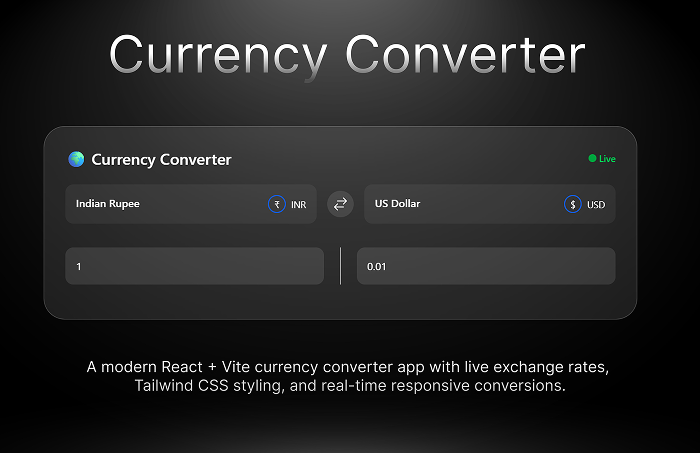 Currency Converter
Currency Converter
Live
Indian Rupee ₹ INR US Dollar $ USD
1 0.01
A modern React + Vite currency converter app with live exchange rates,
Tailwind CSS styling, and real-time responsive conversions.